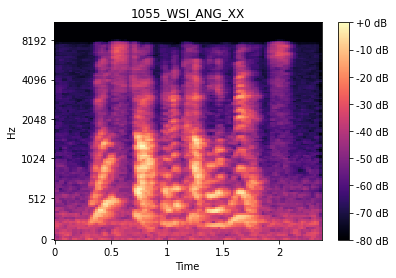 1055_WSI_ANG_XX
+0 dB
8192
-10 dB
4096
-20 dB
-30 dB
2048
Hz
-40 dB
1024
-50 dB
512
-60 dB
-70 dB
0
-80 dB
0 0.5 1 1.5 2
Time